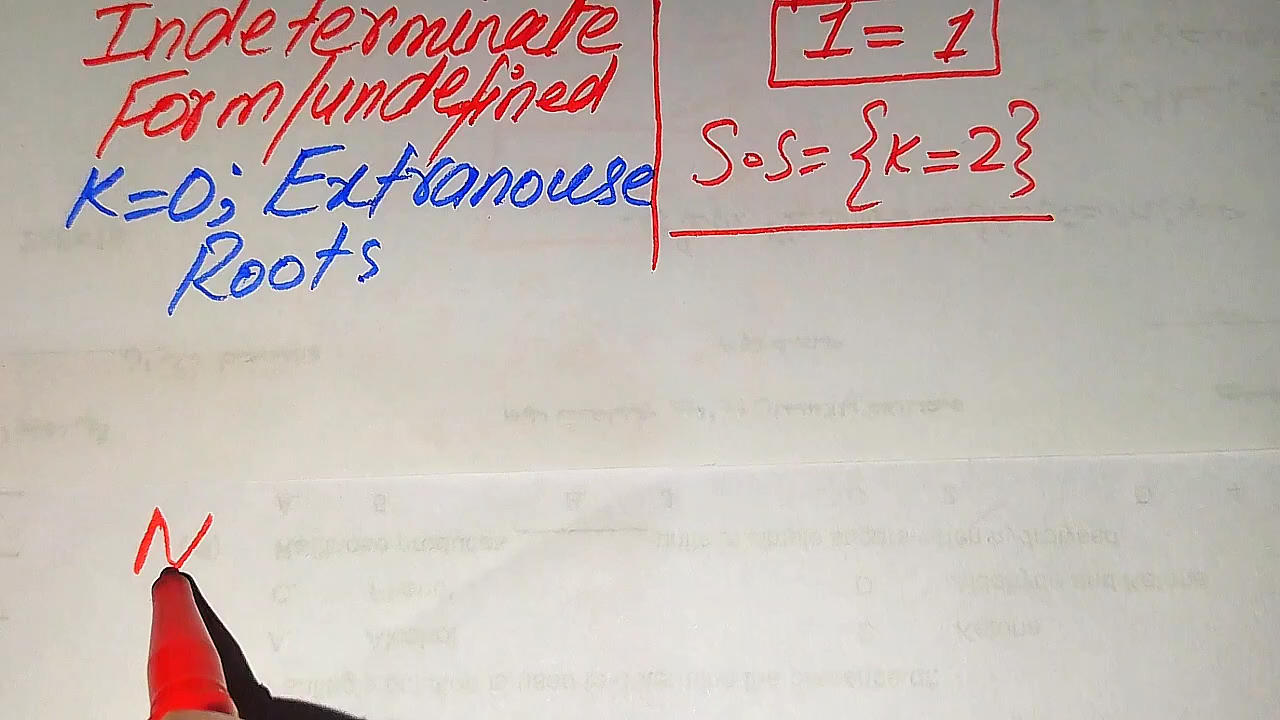 Indeterminate
Form/undefined
K=0; Extranouse
Roots
1 = 1
S.S= {K=2}
N